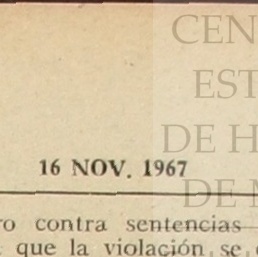 CEN
EST
DE H
16 NOV. 1967
DE
ro contra sentencias
que la violación se